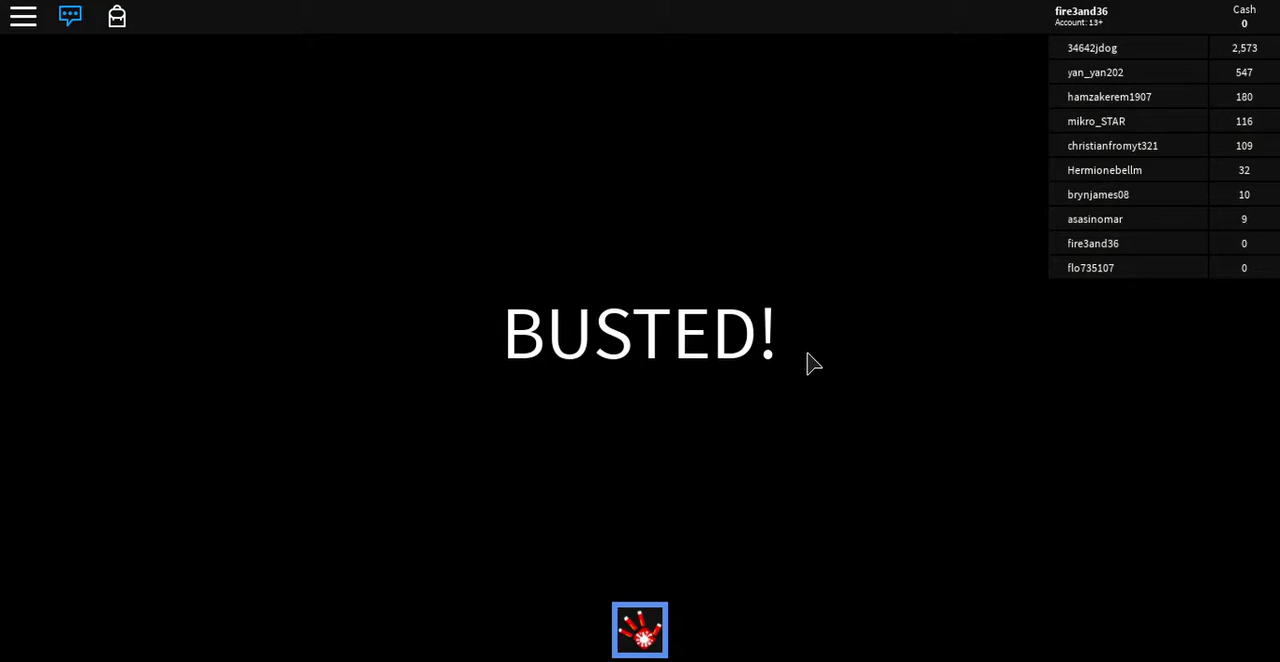 fire3and36
Account: 13+
Cash
0
34642jdog 2,573
yan_yan202 547
hamzakerem1907 180
mikro_STAR 116
christianfromyt321 109
Hermionebellm 32
brynjames08 10
asasinomar 9
fire3and36 0
flo735107 0
BUSTED!